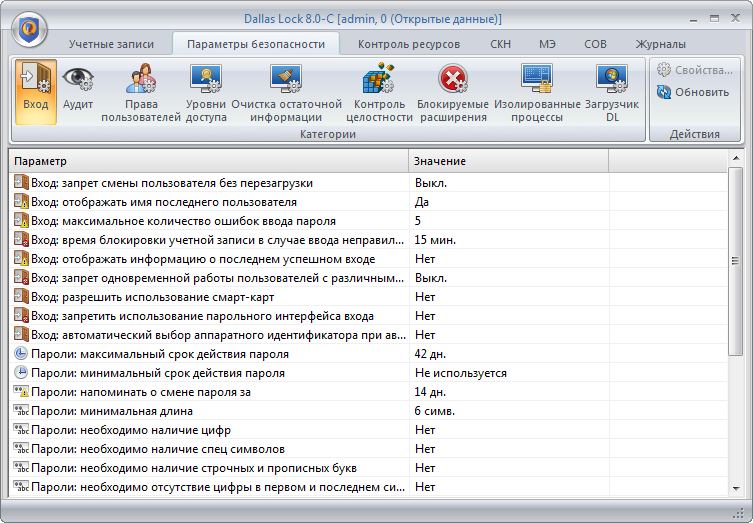 Dallas Lock 8.0-C [admin, 0 (Открытые данные)]
Учетные записи Параметры безопасности Контроль ресурсов СКН МЭ СОВ Журналы
Вход
Аудит
Права
пользователей
Уровни
доступа
Очистка остаточной
информации
Контроль
целостности
Блокируемые
расширения
Изолированные
процессы
Загрузчик
DL
Категории
Свойства...
Обновить
Действия
Параметр Значение
Вход: запрет смены пользователя без перезагрузки Выкл.
Вход: отображать имя последнего пользователя Да
Вход: максимальное количество ошибок ввода пароля 5
Вход: время блокировки учетной записи в случае ввода неправил... 15 мин.
Вход: отображать информацию о последнем успешном входе Нет
Вход: запрет одновременной работы пользователей с различным... Выкл.
Вход: разрешить использование смарт-карт Нет
Вход: запретить использование парольного интерфейса входа Нет
Вход: автоматический выбор аппаратного идентификатора при ав... Нет
Пароли: максимальный срок действия пароля 42 дн.
Пароли: минимальный срок действия пароля Не используется
Пароли: напоминать о смене пароля за 14 дн.
Пароли: минимальная длина 6 симв.
Пароли: необходимо наличие цифр Нет
Пароли: необходимо наличие спец символов Нет
Пароли: необходимо наличие строчных и прописных букв Нет
Пароли: необходимо отсутствие цифры в первом и последнем си... Нет